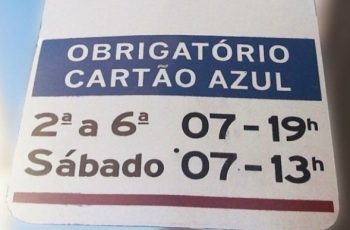 OBRIGATÓRIO
CARTÃO AZUL
2ª a 6ª 07-19h
Sábado 07-13h